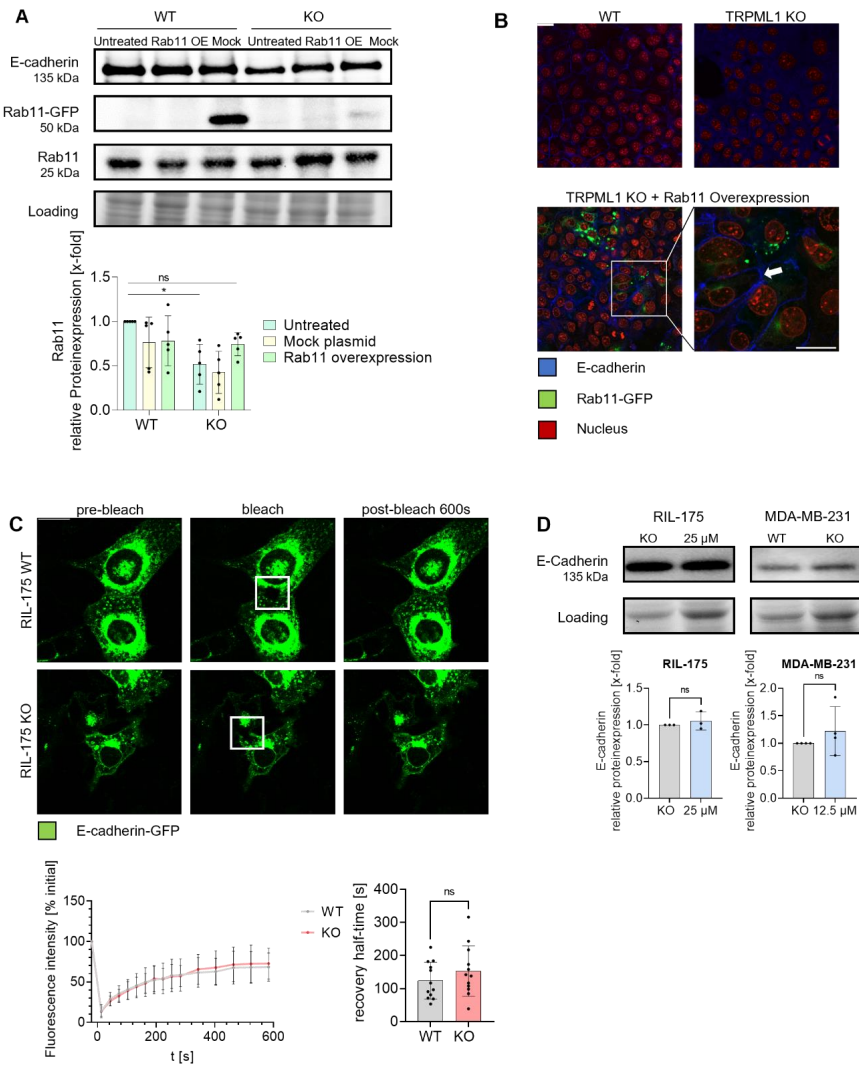 A
WT KO
Untreated Rab11 OE Mock Untreated Rab11 OE Mock
E-cadherin
135 kDa
Rab11-GFP
50 kDa
Rab11
25 kDa
Loading
Rab11
relative Proteinexpression [x-fold]
1.5
1.0
0.5
0.0
ns
*
WT KO
Untreated
Mock plasmid
Rab11 overexpression
B
WT TRPML1 KO
TRPML1 KO + Rab11 Overexpression
E-cadherin
Rab11-GFP
Nucleus
C
pre-bleach bleach post-bleach 600s
RIL-175 WT
RIL-175 KO
E-cadherin-GFP
Fluorescence intensity [% initial]
150
100
50
0
0 200 400 600
t [s]
WT
KO
recovery half-time [s]
400
300
200
100
0
ns
WT KO
D
RIL-175 MDA-MB-231
KO 25 µM WT KO
E-Cadherin
135 kDa
Loading
RIL-175
E-cadherin
relative proteinexpression [x-fold]
1.5
1.0
0.5
0.0
ns
KO 25 µM
MDA-MB-231
E-cadherin
relative proteinexpression [x-fold]
2.0
1.5
1.0
0.5
0.0
ns
KO 12.5 µM